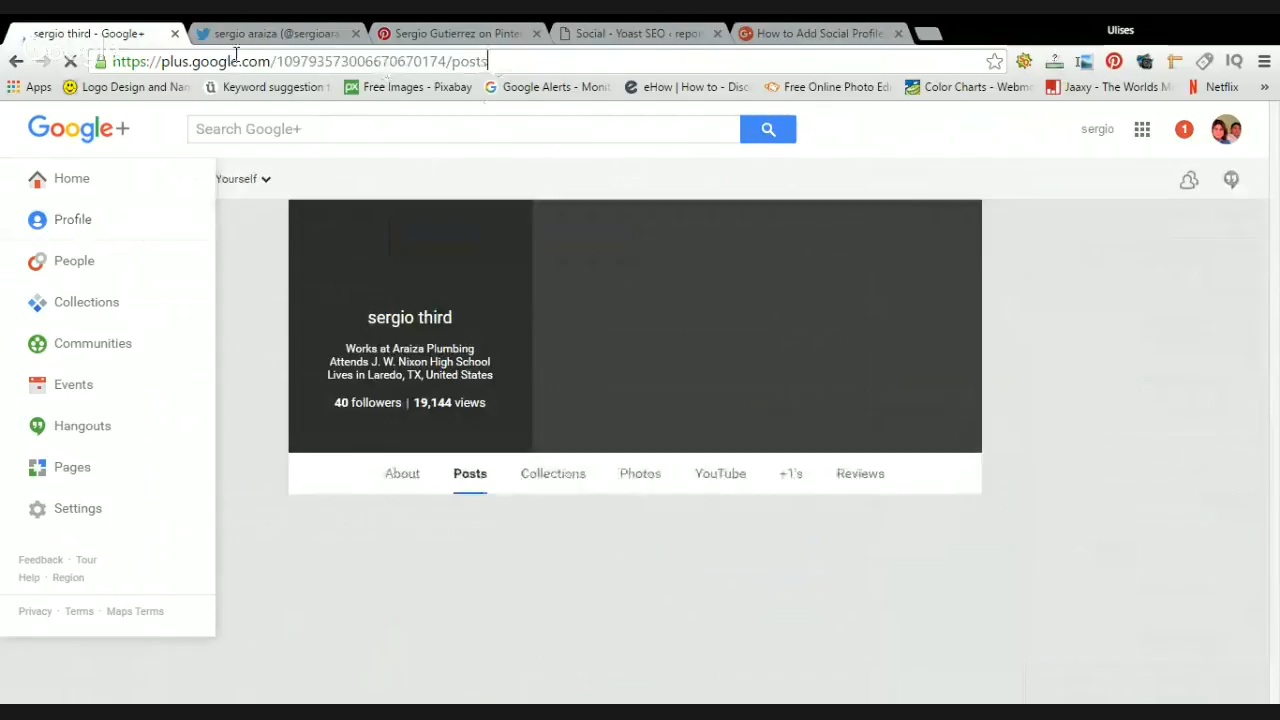 sergio third - Google+
sergio araiza (@sergioara
Sergio Gutierrez on Pinte
Social - Yoast SEO ‹ repor
How to Add Social Profile
Ulises
https://plus.google.com/109793573006670670174/posts
Apps
Logo Design and Nan
Keyword suggestion t
Free Images - Pixabay
Google Alerts - Monit
eHow | How to - Disc
Free Online Photo Edi
Color Charts - Webm
Jaaxy - The Worlds M
Netflix
»
Google+
Search Google+
sergio
1
Home
Yourself
Profile
People
Collections
Communities
Events
Hangouts
Pages
Settings
Feedback · Tour
Help · Region
Privacy · Terms · Maps Terms
sergio third
Works at Araiza Plumbing
Attends J. W. Nixon High School
Lives in Laredo, TX, United States
40 followers | 19,144 views
About Posts Collections Photos YouTube +1's Reviews